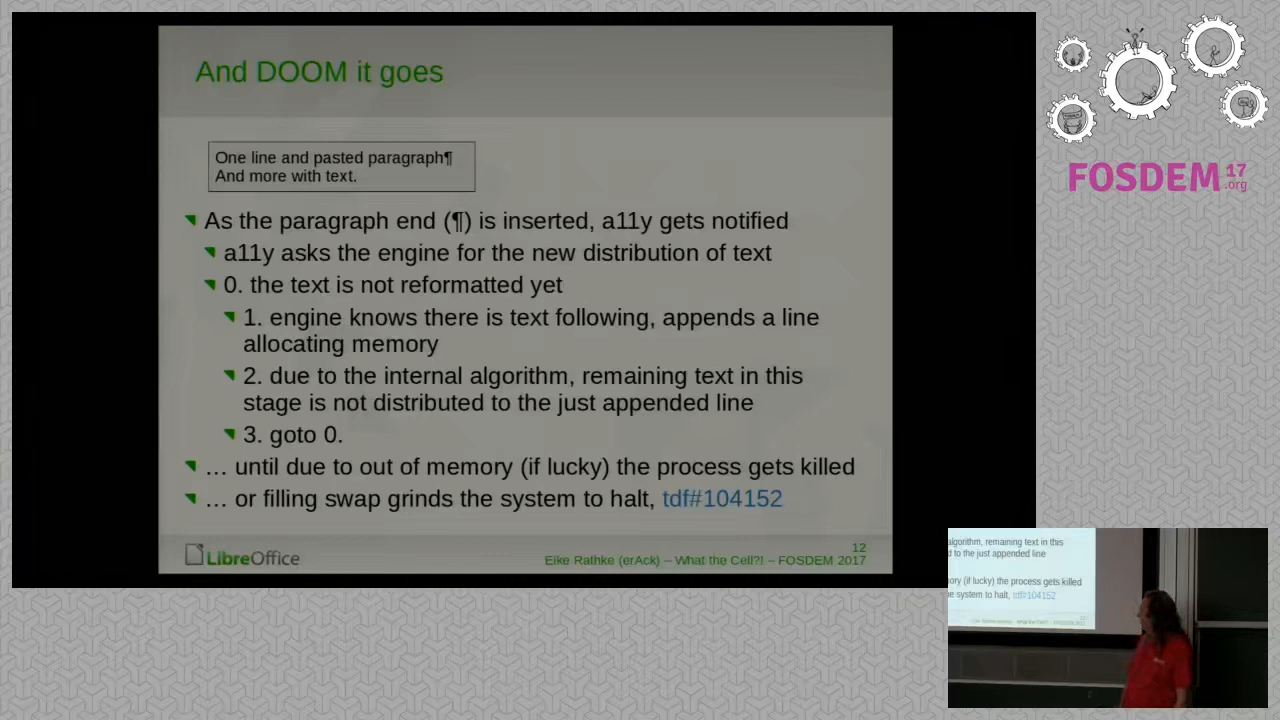 And DOOM it goes
One line and pasted paragraph¶
And more with text.
As the paragraph end (¶) is inserted, a11y gets notified
a11y asks the engine for the new distribution of text
0. the text is not reformatted yet
1. engine knows there is text following, appends a line
allocating memory
2. due to the internal algorithm, remaining text in this
stage is not distributed to the just appended line
3. goto 0.
… until due to out of memory (if lucky) the process gets killed
… or filling swap grinds the system to halt, tdf#104152
LibreOffice
12
Eike Rathke (erAck) – What the Cell?! – FOSDEM 2017
FOSDEM 17
.org
algorithm, remaining text in this
d to the just appended line
ory (if lucky) the process gets killed
e system to halt, tdf#104152